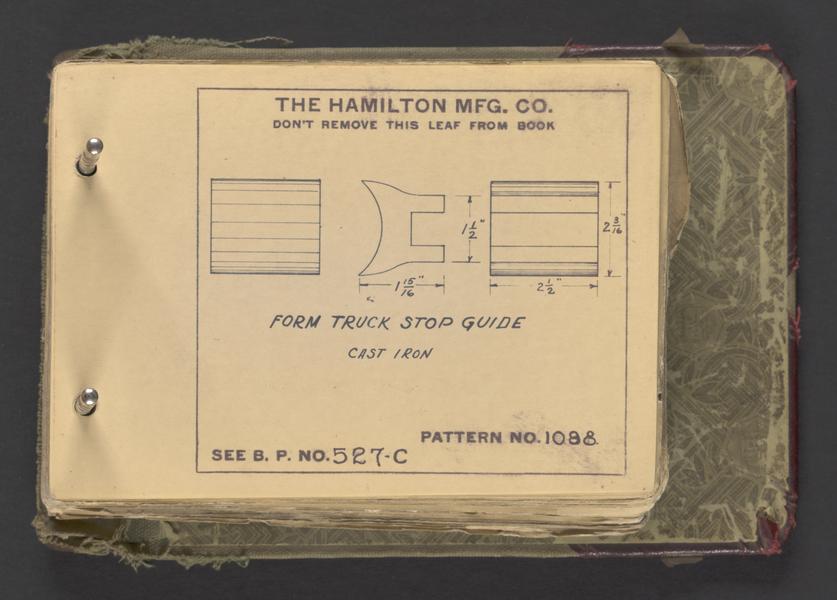 THE HAMILTON MFG. CO.
DON'T REMOVE THIS LEAF FROM BOOK
1 1/2"
2 3/16"
1 15/16"
2 1/2"
FORM TRUCK STOP GUIDE
CAST IRON
PATTERN NO. 1088
SEE B. P. NO. 527-C